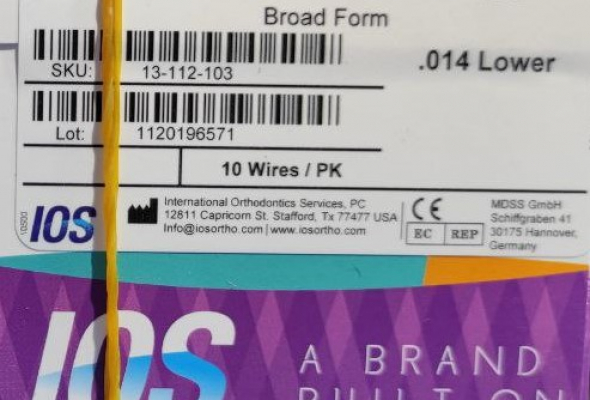 Broad Form
.014 Lower
SKU: 13-112-103
Lot: 1120196571
10 Wires / PK
IOS
International Orthodontics Services, PC
12811 Capricorn St. Stafford, Tx 77477 USA
Info@iosortho.com | www.iosortho.com
CE
EC REP
MDSS GmbH
Schiffgraben 41
30175 Hannover,
Germany
IOS
A BRAND
BUILT ON